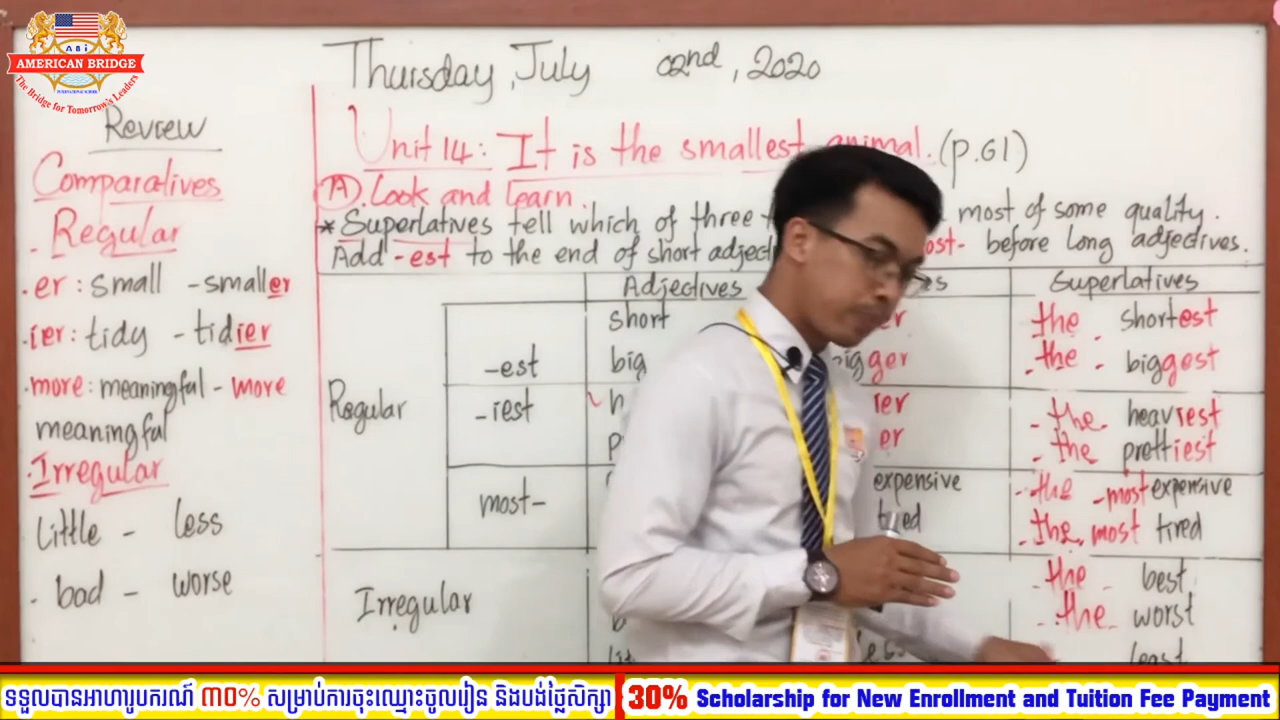 ABi
AMERICAN BRIDGE
The Bridge for Tomorrow's Leaders
INTERNATIONAL SCHOOL
Thursday, July 02nd, 2020
Review
Comparatives
- Regular
.er: small - smaller
.ier: tidy - tidier
.more: meaningful - more
meaningful
.Irregular
little - less
. bad - worse
Unit 14: It is the smallest animal. (p.61)
(A). Look and learn.
* Superlatives tell which of three most of some quality.
Add -est to the end of short before long adjectives.
Adjectives Superlatives
short er the - shortest
-est big bigger - the - biggest
Regular -iest ier - the - heaviest
er - the - prettiest
most- expensive - the - most expensive
tired - the - most tired
Irregular - the - best
- the - worst
least
ទទួលបានអាហារូបករណ៍ ៣០% សម្រាប់ការចុះឈ្មោះចូលរៀន និងបង់ថ្លៃសិក្សា
30% Scholarship for New Enrollment and Tuition Fee Payment